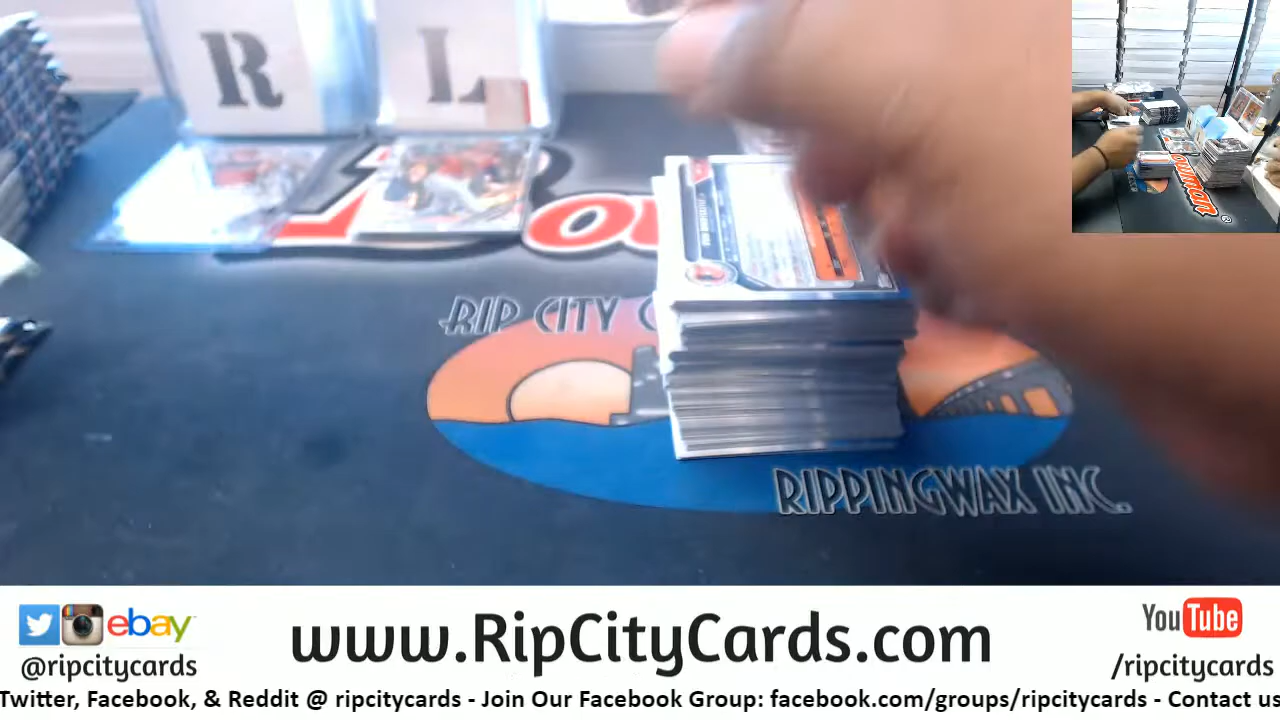 R L
Bowman
RIP CITY C
RIPPINGWAX INC.
ebay
@ripcitycards
www.RipCityCards.com
YouTube
/ripcitycards
Twitter, Facebook, & Reddit @ ripcitycards - Join Our Facebook Group: facebook.com/groups/ripcitycards - Contact us